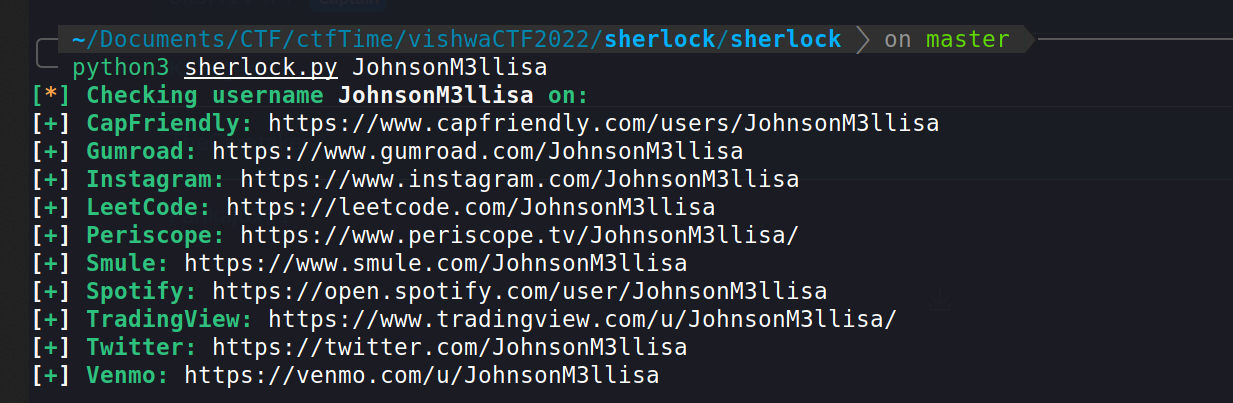 ~/Documents/CTF/ctfTime/vishwaCTF2022/sherlock/sherlock on master
python3 sherlock.py JohnsonM3llisa
[*] Checking username JohnsonM3llisa on:
[+] CapFriendly: https://www.capfriendly.com/users/JohnsonM3llisa
[+] Gumroad: https://www.gumroad.com/JohnsonM3llisa
[+] Instagram: https://www.instagram.com/JohnsonM3llisa
[+] LeetCode: https://leetcode.com/JohnsonM3llisa
[+] Periscope: https://www.periscope.tv/JohnsonM3llisa/
[+] Smule: https://www.smule.com/JohnsonM3llisa
[+] Spotify: https://open.spotify.com/user/JohnsonM3llisa
[+] TradingView: https://www.tradingview.com/u/JohnsonM3llisa/
[+] Twitter: https://twitter.com/JohnsonM3llisa
[+] Venmo: https://venmo.com/u/JohnsonM3llisa